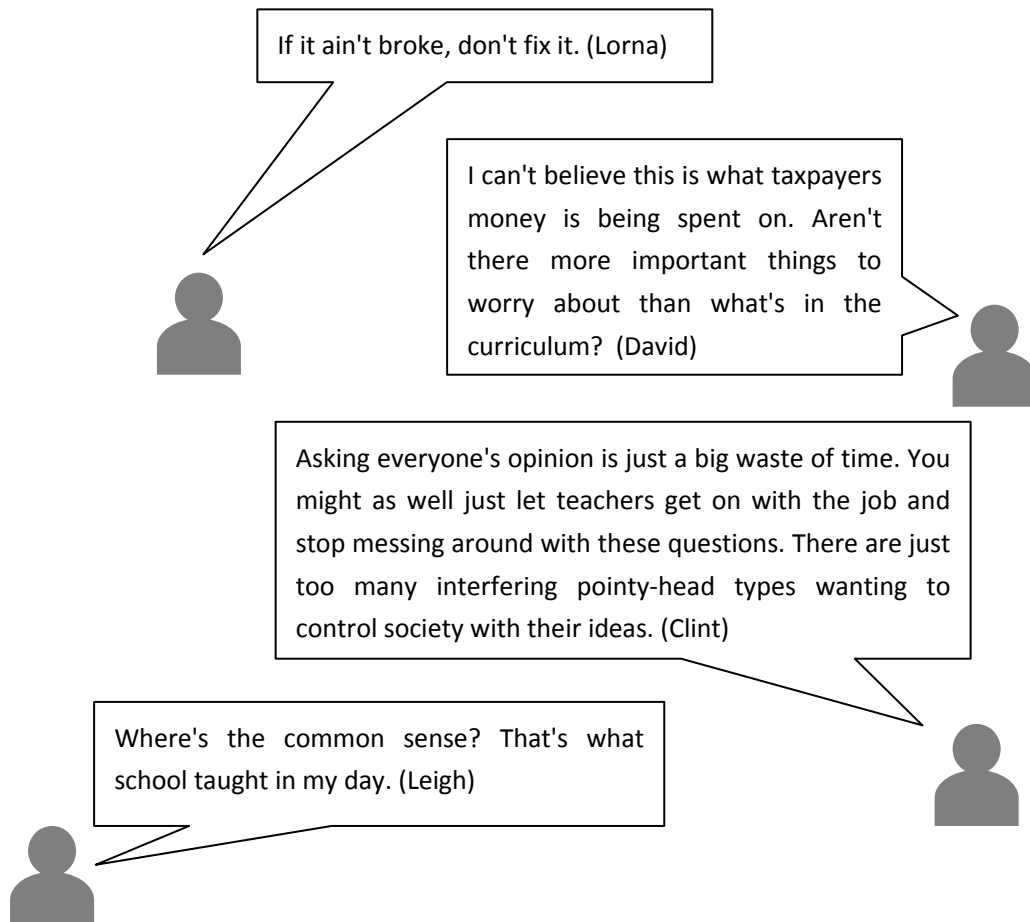 If it ain't broke, don't fix it. (Lorna)
I can't believe this is what taxpayers
money is being spent on. Aren't
there more important things to
worry about than what's in the
curriculum? (David)
Asking everyone's opinion is just a big waste of time. You
might as well just let teachers get on with the job and
stop messing around with these questions. There are just
too many interfering pointy-head types wanting to
control society with their ideas. (Clint)
Where's the common sense? That's what
school taught in my day. (Leigh)